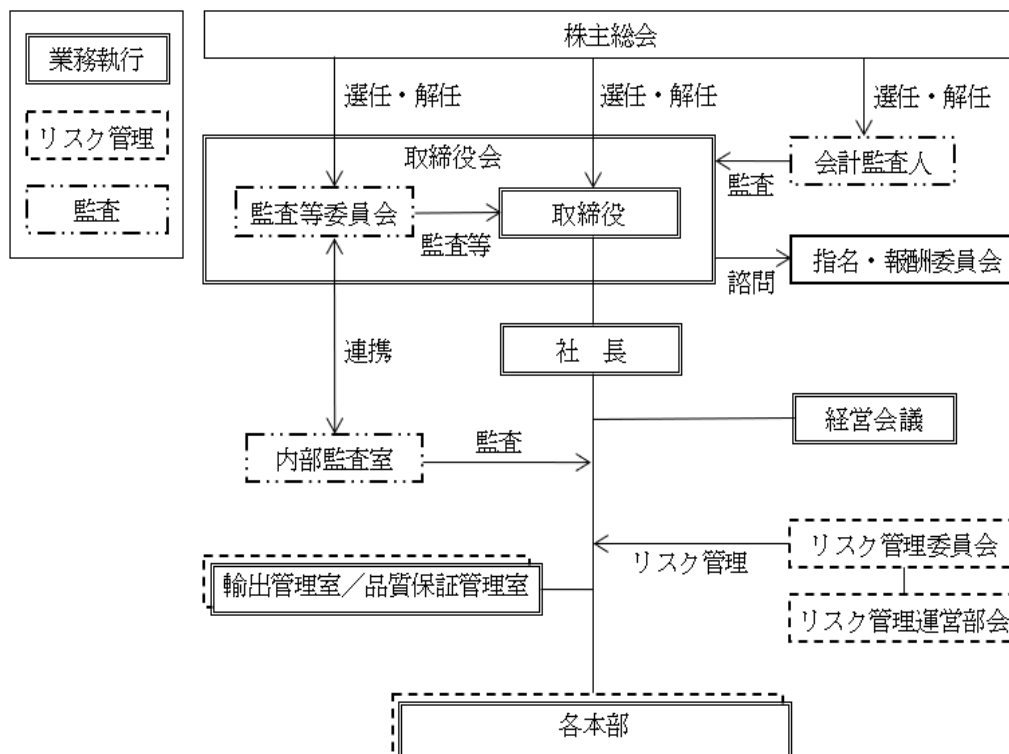 業務執行
リスク管理
監査
株主総会
選任・解任
選任・解任
選任・解任
取締役会
会計監査人
監査
監査等委員会
取締役
監査等
指名・報酬委員会
諮問
社 長
連携
経営会議
内部監査室
監査
リスク管理委員会
リスク管理
輸出管理室/品質保証管理室
リスク管理運営部会
各本部